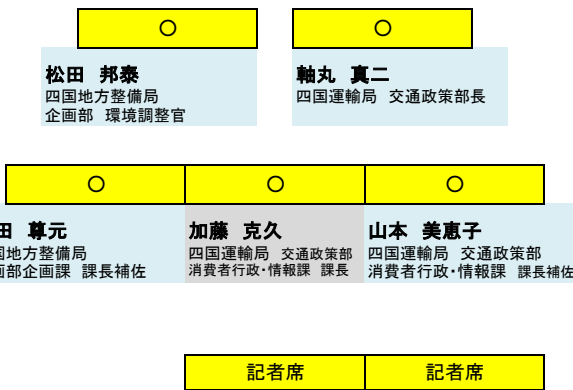 ○ ○
松田 邦泰
四国地方整備局
企画部 環境調整官
軸丸 真二
四国運輸局 交通政策部長
○ ○ ○
田 尊元
国地方整備局
画部企画課 課長補佐
加藤 克久
四国運輸局 交通政策部
消費者行政・情報課 課長
山本 美恵子
四国運輸局 交通政策部
消費者行政・情報課 課長補佐
記者席 記者席